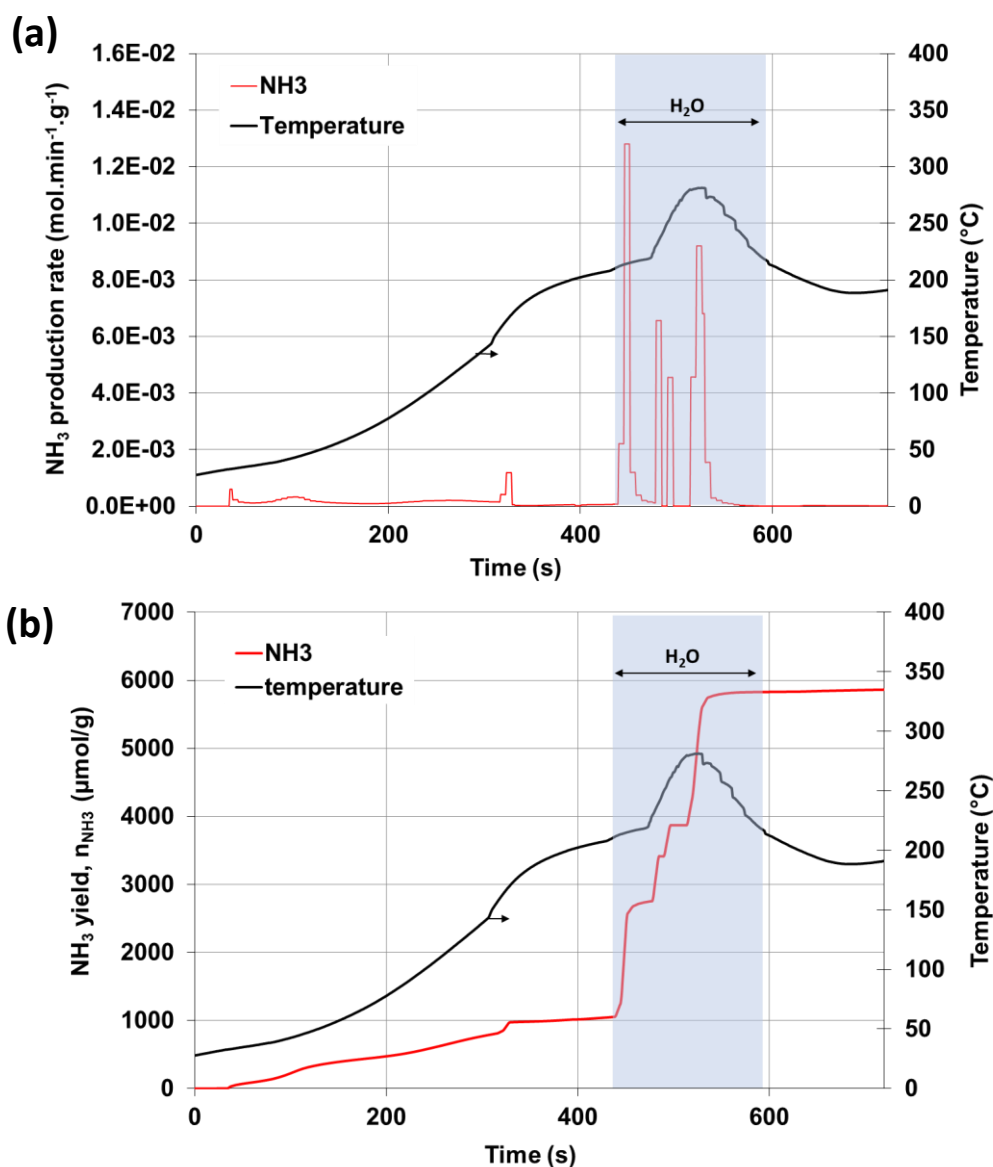 (a)
1.6E-02
1.4E-02
1.2E-02
1.0E-02
8.0E-03
6.0E-03
4.0E-03
2.0E-03
0.0E+00
NH₃ production rate (mol.min⁻¹.g⁻¹)
NH3
Temperature
H₂O
400
350
300
250
200
150
100
50
0
Temperature (°C)
0 200 400 600
Time (s)
(b)
7000
6000
5000
4000
3000
2000
1000
0
NH₃ yield, n_NH3 (µmol/g)
NH3
temperature
H₂O
400
350
300
250
200
150
100
50
0
Temperature (°C)
0 200 400 600
Time (s)